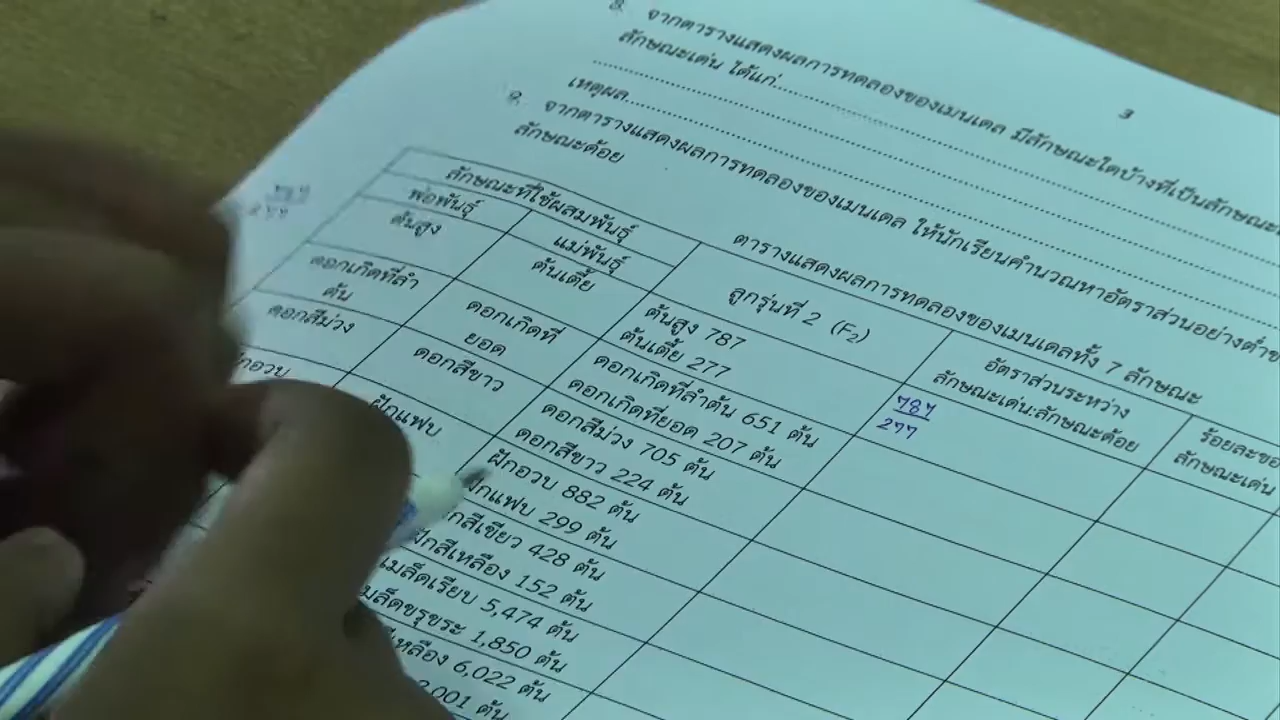 3
8. จากตารางแสดงผลการทดลองของเมนเดล มีลักษณะใดบ้างที่เป็นลักษณะ
ลักษณะเด่น ได้แก่
เหตุผล
9. จากตารางแสดงผลการทดลองของเมนเดล ให้นักเรียนคำนวณหาอัตราส่วนอย่างต่ำ
ลักษณะด้อย
ตารางแสดงผลการทดลองของเมนเดลทั้ง 7 ลักษณะ
ลักษณะที่ใช้ผสมพันธุ์
ลูกรุ่นที่ 2 (F₂)
อัตราส่วนระหว่าง
ลักษณะเด่น:ลักษณะด้อย
ร้อยละ
ลักษณะเด่น
พ่อพันธุ์
แม่พันธุ์
ต้นสูง
ต้นเตี้ย
ต้นสูง 787
ต้นเตี้ย 277
787
277
ดอกเกิดที่ลำ
ต้น
ดอกเกิดที่
ยอด
ดอกเกิดที่ลำต้น 651 ต้น
ดอกเกิดที่ยอด 207 ต้น
ดอกสีม่วง
ดอกสีขาว
ดอกสีม่วง 705 ต้น
ดอกสีขาว 224 ต้น
ฝักแฟบ
ฝักอวบ 882 ต้น
ฝักแฟบ 299 ต้น
428 ต้น
ฝักสีเหลือง 152 ต้น
เมล็ดเรียบ 5,474 ต้น
เมล็ดขรุขระ 1,850 ต้น
6,022 ต้น
2,001 ต้น
787
277